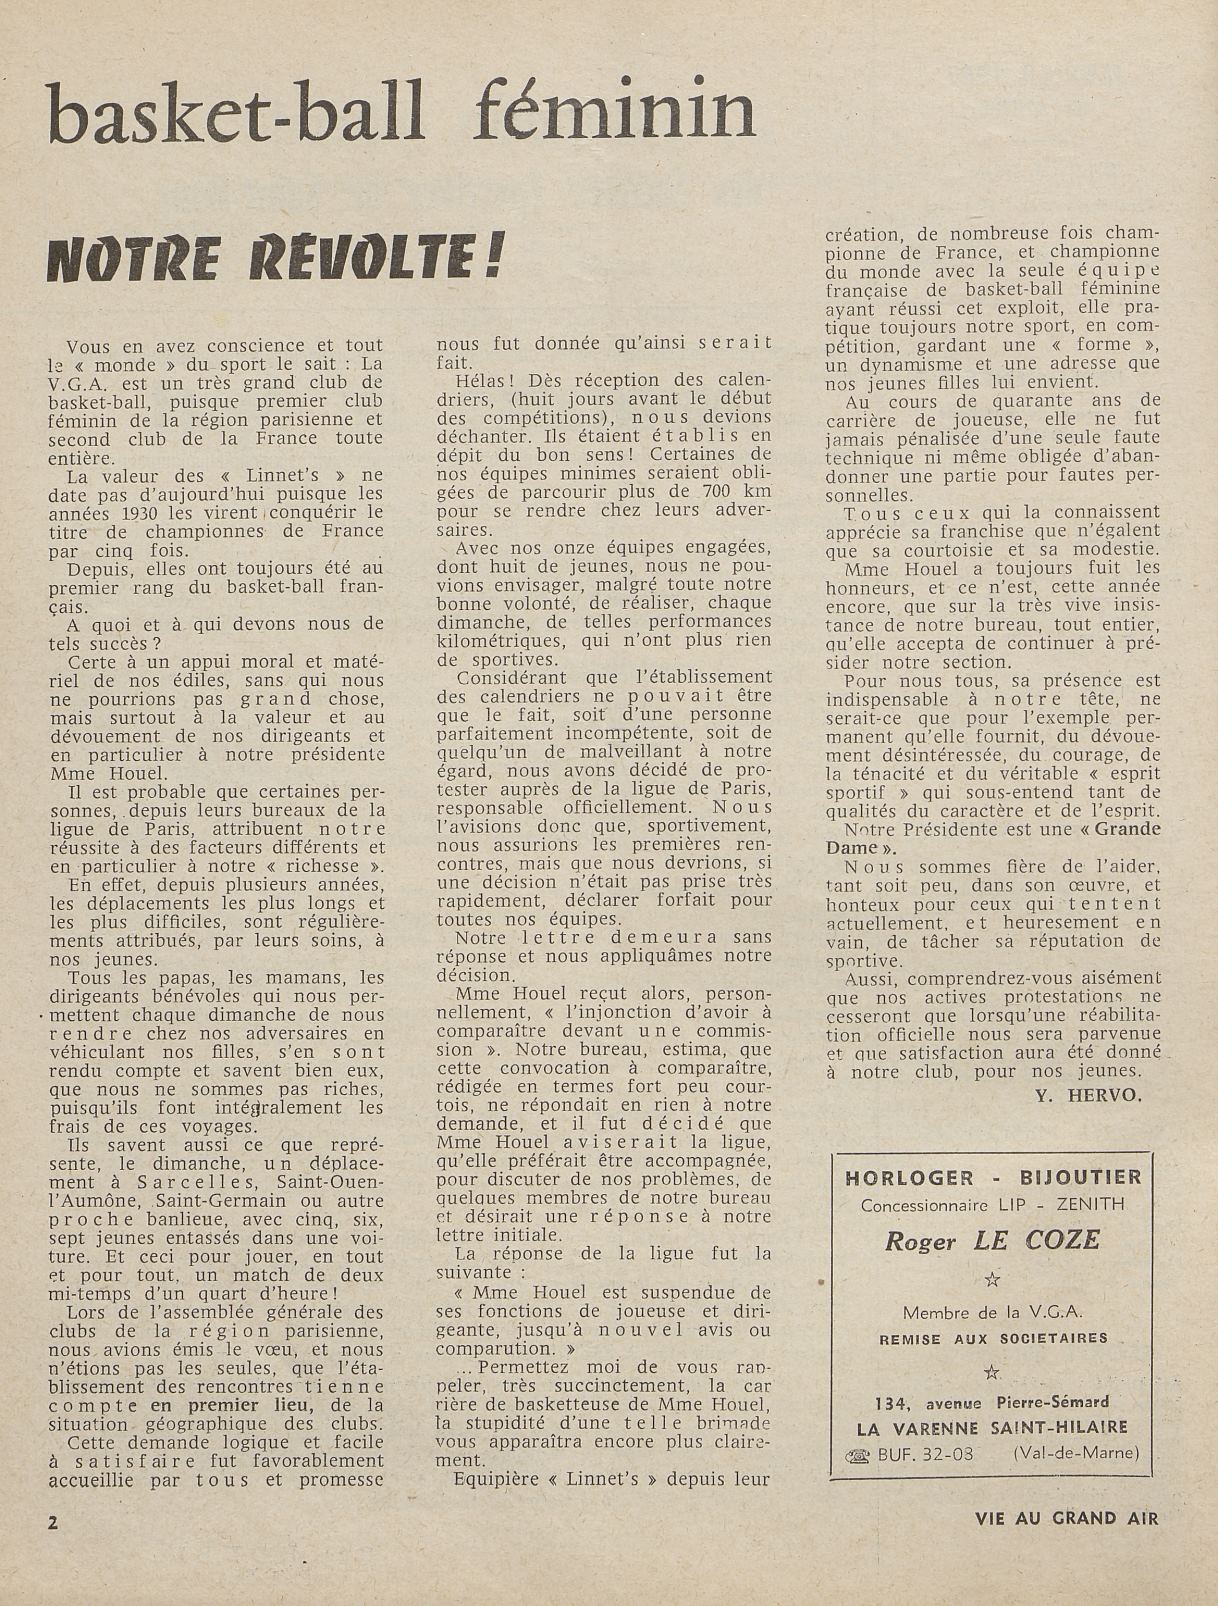 basket-ball féminin
NOTRE RÉVOLTE !
Vous en avez conscience et tout
le « monde » du sport le sait : La
V.G.A. est un très grand club de
basket-ball, puisque premier club
féminin de la région parisienne et
second club de la France toute
entière.
La valeur des « Linnet's » ne
date pas d'aujourd'hui puisque les
années 1930 les virent conquérir le
titre de championnes de France
par cinq fois.
Depuis, elles ont toujours été au
premier rang du basket-ball fran-
çais.
A quoi et à qui devons nous de
tels succès ?
Certe à un appui moral et maté-
riel de nos édiles, sans qui nous
ne pourrions pas grand chose,
mais surtout à la valeur et au
dévouement de nos dirigeants et
en particulier à notre présidente
Mme Houel.
Il est probable que certaines per-
sonnes, depuis leurs bureaux de la
ligue de Paris, attribuent notre
réussite à des facteurs différents et
en particulier à notre « richesse ».
En effet, depuis plusieurs années,
les déplacements les plus longs et
les plus difficiles, sont régulière-
ments attribués, par leurs soins, à
nos jeunes.
Tous les papas, les mamans, les
dirigeants bénévoles qui nous per-
mettent chaque dimanche de nous
rendre chez nos adversaires en
véhiculant nos filles, s'en sont
rendu compte et savent bien eux,
que nous ne sommes pas riches,
puisqu'ils font intégralement les
frais de ces voyages.
Ils savent aussi ce que repré-
sente, le dimanche, un déplace-
ment à Sarcelles, Saint-Ouen-
l'Aumône, Saint-Germain ou autre
proche banlieue, avec cinq, six,
sept jeunes entassés dans une voi-
ture. Et ceci pour jouer, en tout
et pour tout, un match de deux
mi-temps d'un quart d'heure !
Lors de l'assemblée générale des
clubs de la région parisienne,
nous avions émis le vœu, et nous
n'étions pas les seules, que l'éta-
blissement des rencontres tienne
compte en premier lieu, de la
situation géographique des clubs.
Cette demande logique et facile
à satisfaire fut favorablement
accueillie par tous et promesse
nous fut donnée qu'ainsi serait
fait.
Hélas ! Dès réception des calen-
driers, (huit jours avant le début
des compétitions), nous devions
déchanter. Ils étaient établis en
dépit du bon sens ! Certaines de
nos équipes minimes seraient obli-
gées de parcourir plus de 700 km
pour se rendre chez leurs adver-
saires.
Avec nos onze équipes engagées,
dont huit de jeunes, nous ne pou-
vions envisager, malgré toute notre
bonne volonté, de réaliser, chaque
dimanche, de telles performances
kilométriques, qui n'ont plus rien
de sportives.
Considérant que l'établissement
des calendriers ne pouvait être
que le fait, soit d'une personne
parfaitement incompétente, soit de
quelqu'un de malveillant à notre
égard, nous avons décidé de pro-
tester auprès de la ligue de Paris,
responsable officiellement. Nous
l'avisions donc que, sportivement,
nous assurions les premières ren-
contres, mais que nous devrions, si
une décision n'était pas prise très
rapidement, déclarer forfait pour
toutes nos équipes.
Notre lettre demeura sans
réponse et nous appliquâmes notre
décision.
Mme Houel reçut alors, person-
nellement, « l'injonction d'avoir à
comparaître devant une commis-
sion ». Notre bureau, estima, que
cette convocation à comparaître,
rédigée en termes fort peu cour-
tois, ne répondait en rien à notre
demande, et il fut décidé que
Mme Houel aviserait la ligue,
qu'elle préférait être accompagnée,
pour discuter de nos problèmes, de
quelques membres de notre bureau
et désirait une réponse à notre
lettre initiale.
La réponse de la ligue fut la
suivante :
« Mme Houel est suspendue de
ses fonctions de joueuse et diri-
geante, jusqu'à nouvel avis ou
comparution. »
... Permettez moi de vous rap-
peler, très succinctement, la car
rière de basketteuse de Mme Houel,
la stupidité d'une telle brimade
vous apparaîtra encore plus claire-
ment.
Equipière « Linnet's » depuis leur
création, de nombreuse fois cham-
pionne de France, et championne
du monde avec la seule équipe
française de basket-ball féminine
ayant réussi cet exploit, elle pra-
tique toujours notre sport, en com-
pétition, gardant une « forme »,
un dynamisme et une adresse que
nos jeunes filles lui envient.
Au cours de quarante ans de
carrière de joueuse, elle ne fut
jamais pénalisée d'une seule faute
technique ni même obligée d'aban-
donner une partie pour fautes per-
sonnelles.
Tous ceux qui la connaissent
apprécie sa franchise que n'égalent
que sa courtoisie et sa modestie.
Mme Houel a toujours fuit les
honneurs, et ce n'est, cette année
encore, que sur la très vive insis-
tance de notre bureau, tout entier,
qu'elle accepta de continuer à pré-
sider notre section.
Pour nous tous, sa présence est
indispensable à notre tête, ne
serait-ce que pour l'exemple per-
manent qu'elle fournit, du dévoue-
ment désintéressée, du courage, de
la ténacité et du véritable « esprit
sportif » qui sous-entend tant de
qualités du caractère et de l'esprit.
Notre Présidente est une « Grande
Dame ».
Nous sommes fière de l'aider,
tant soit peu, dans son œuvre, et
honteux pour ceux qui tentent
actuellement, et heuresement en
vain, de tâcher sa réputation de
sportive.
Aussi, comprendrez-vous aisément
que nos actives protestations ne
cesseront que lorsqu'une réabilita-
tion officielle nous sera parvenue
et que satisfaction aura été donné
à notre club, pour nos jeunes.
Y. HERVO.
HORLOGER - BIJOUTIER
Concessionnaire LIP - ZENITH
Roger LE COZE
Membre de la V.G.A.
REMISE AUX SOCIETAIRES
134, avenue Pierre-Sémard
LA VARENNE SAINT-HILAIRE
☎ BUF. 32-08 (Val-de-Marne)
2
VIE AU GRAND AIR